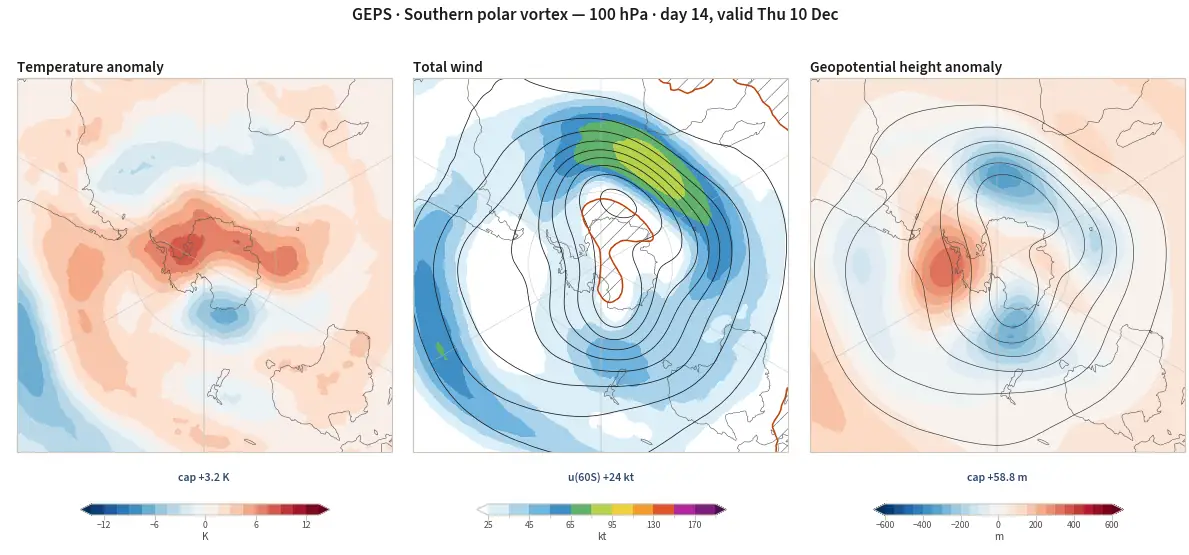 GEPS · Southern polar vortex — 100 hPa · day 14, valid Thu 10 Dec
Temperature anomaly
Total wind
Geopotential height anomaly
cap +3.2 K
u(60S) +24 kt
cap +58.8 m
−12 −6 0 6 12
K
25 45 65 95 130 170
kt
−600 −400 −200 0 200 400 600
m